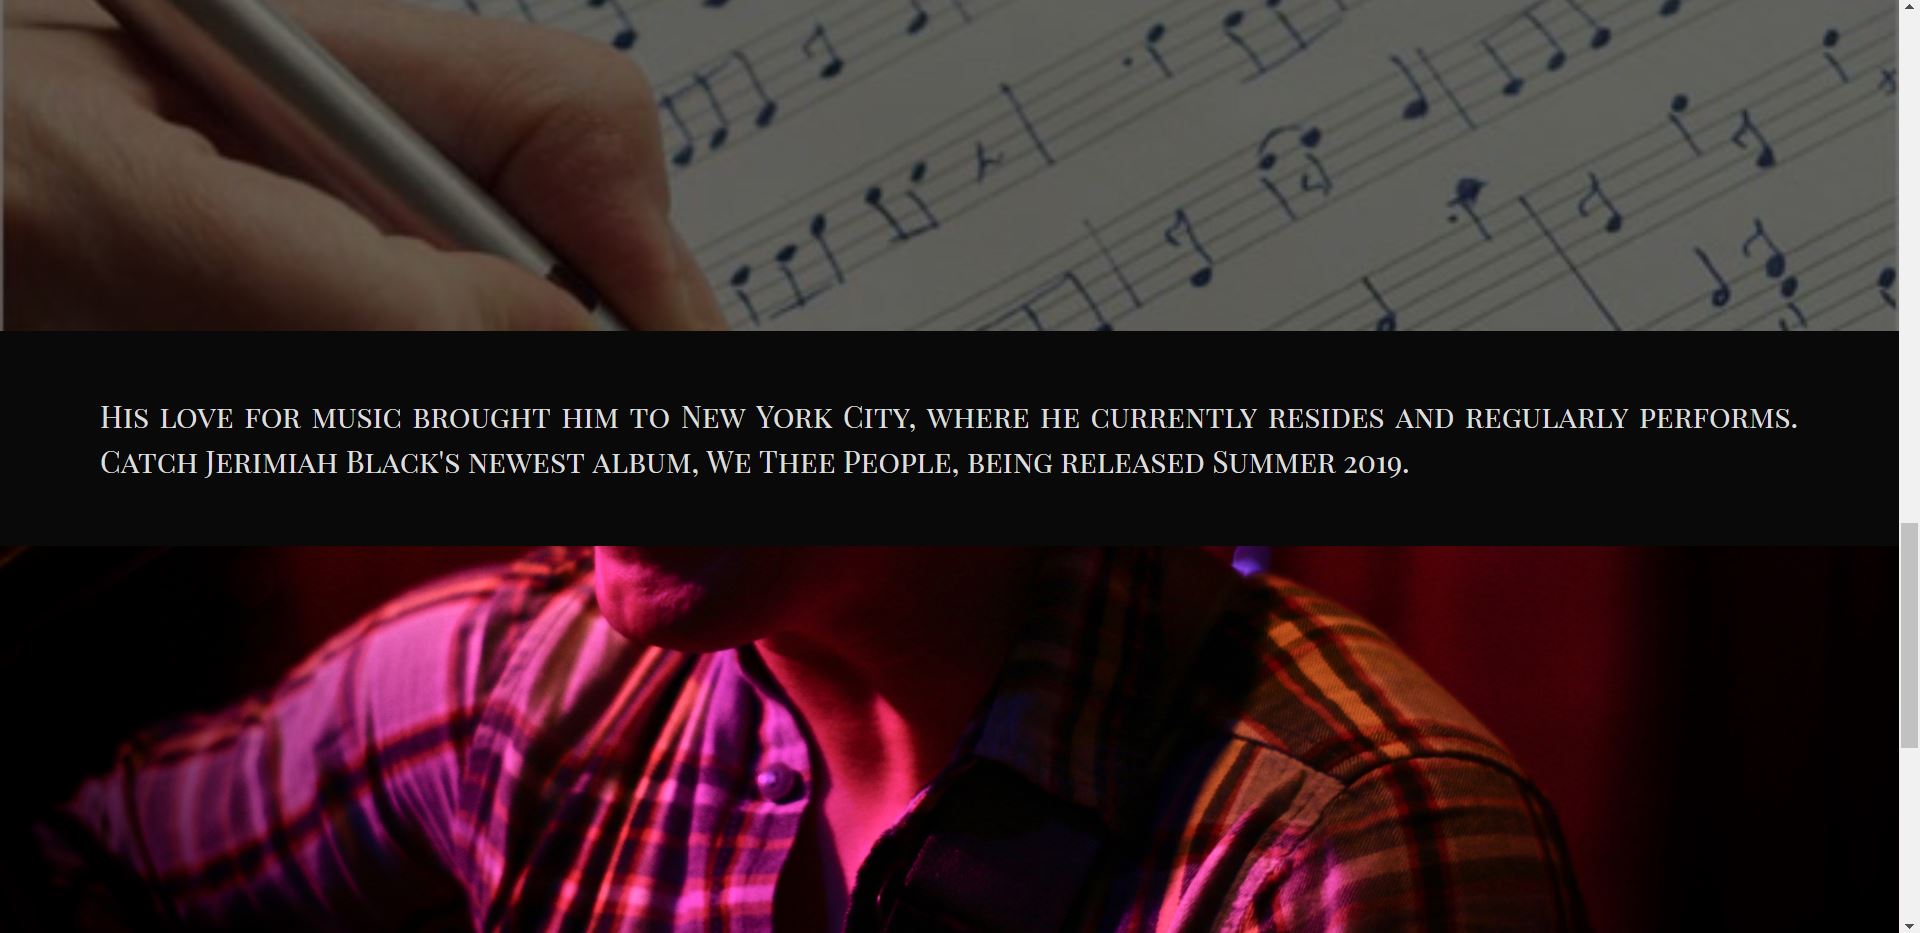 His love for music brought him to New York City, where he currently resides and regularly performs.
Catch Jerimiah Black's newest album, We Thee People, being released Summer 2019.